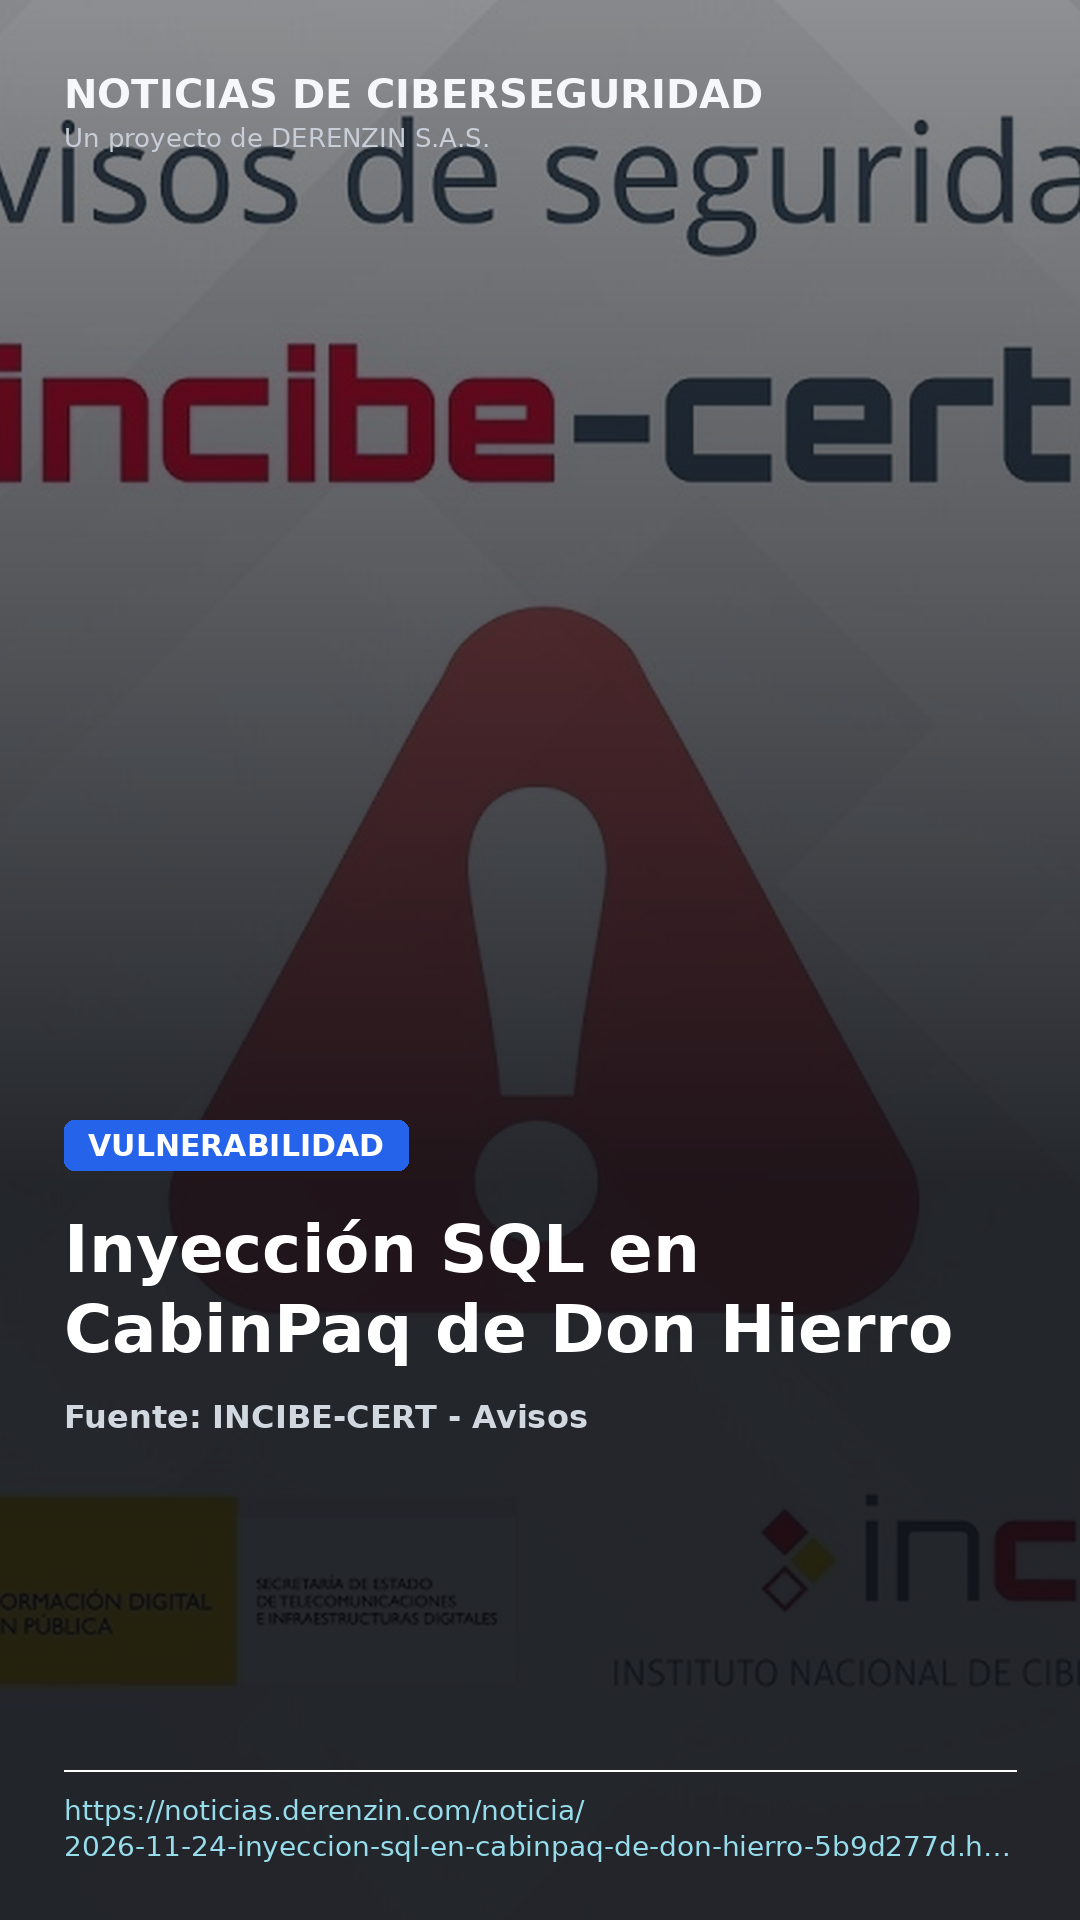 NOTICIAS DE CIBERSEGURIDAD
Un proyecto de DERENZIN S.A.S.
visos de segurida
incibe-cert
VULNERABILIDAD
Inyección SQL en
CabinPaq de Don Hierro
Fuente: INCIBE-CERT - Avisos
ORMACIÓN DIGITAL
N PÚBLICA
SECRETARÍA DE ESTADO
DE TELECOMUNICACIONES
E INFRAESTRUCTURAS DIGITALES
inc
INSTITUTO NACIONAL DE CIB
https://noticias.derenzin.com/noticia/
2026-11-24-inyeccion-sql-en-cabinpaq-de-don-hierro-5b9d277d.h...